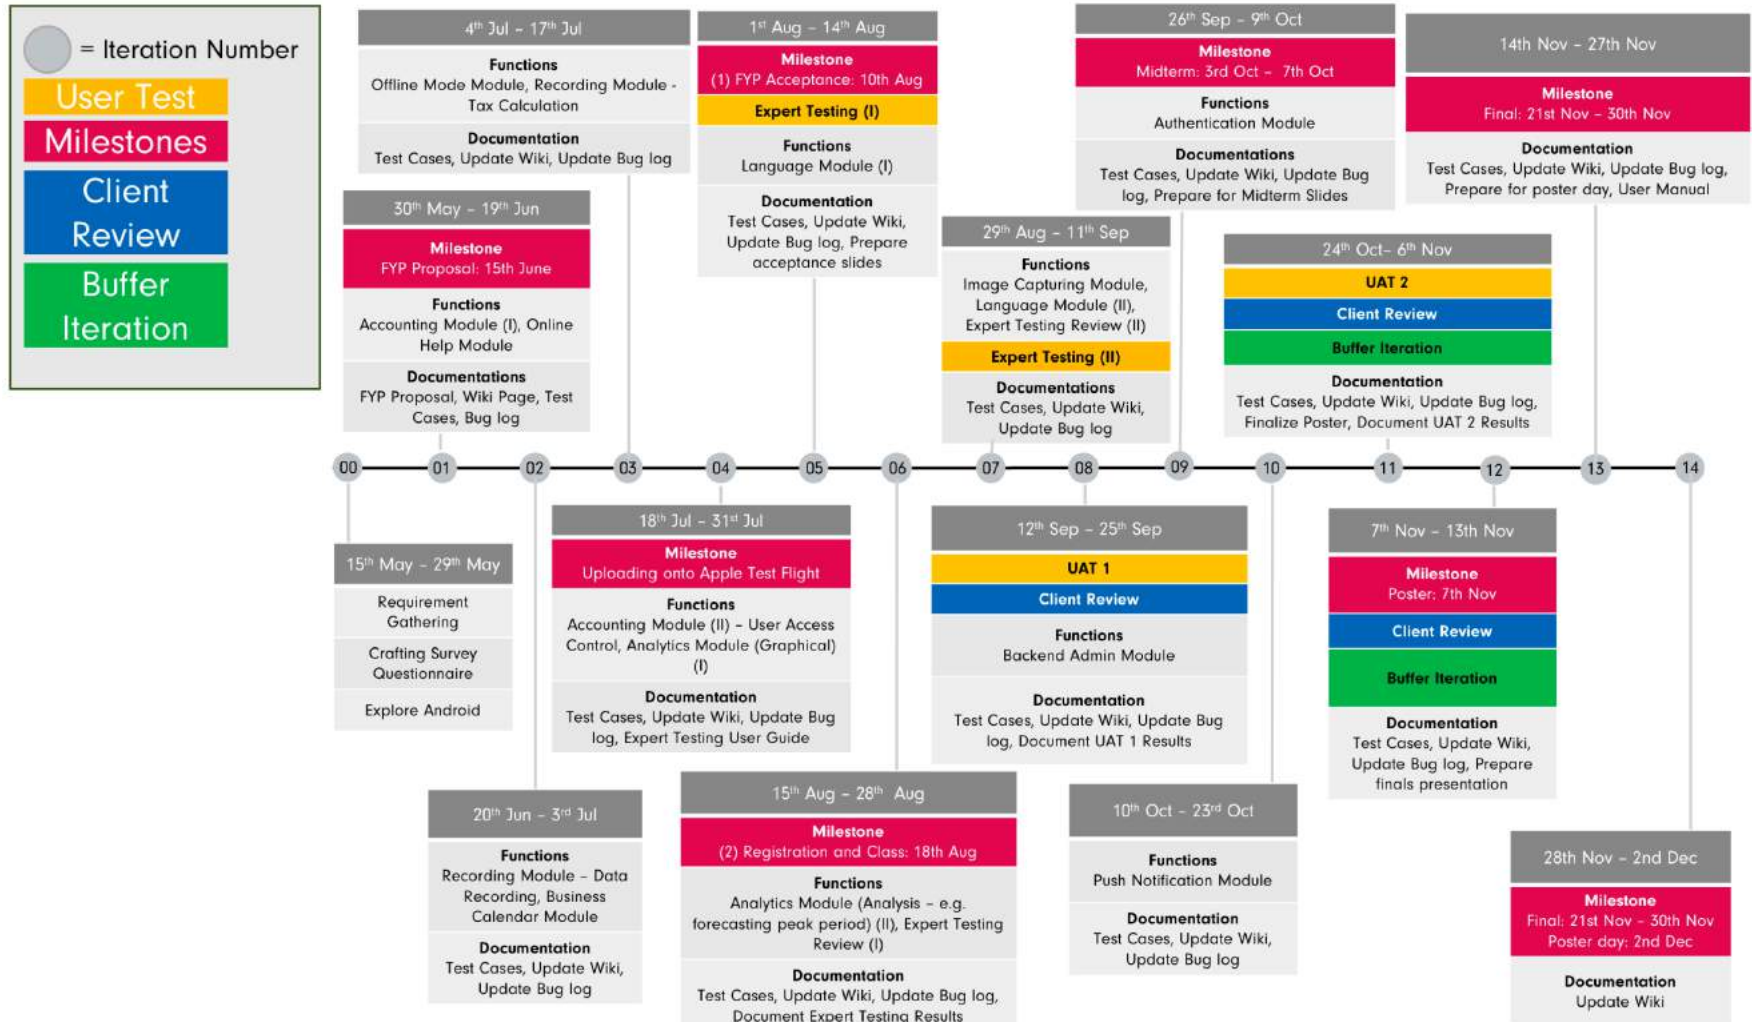 = Iteration Number
User Test
Milestones
Client
Review
Buffer
Iteration
4th Jul – 17th Jul
Functions
Offline Mode Module, Recording Module -
Tax Calculation
Documentation
Test Cases, Update Wiki, Update Bug log
30th May – 19th Jun
Milestone
FYP Proposal: 15th June
Functions
Accounting Module (I), Online
Help Module
Documentations
FYP Proposal, Wiki Page, Test
Cases, Bug log
1st Aug – 14th Aug
Milestone
(1) FYP Acceptance: 10th Aug
Expert Testing (I)
Functions
Language Module (I)
Documentation
Test Cases, Update Wiki,
Update Bug log, Prepare
acceptance slides
29th Aug – 11th Sep
Functions
Image Capturing Module,
Language Module (II),
Expert Testing Review (II)
Expert Testing (II)
Documentations
Test Cases, Update Wiki,
Update Bug log
26th Sep – 9th Oct
Milestone
Midterm: 3rd Oct – 7th Oct
Functions
Authentication Module
Documentations
Test Cases, Update Wiki, Update Bug
log, Prepare for Midterm Slides
24th Oct– 6th Nov
UAT 2
Client Review
Buffer Iteration
Documentation
Test Cases, Update Wiki, Update Bug log,
Finalize Poster, Document UAT 2 Results
14th Nov – 27th Nov
Milestone
Final: 21st Nov – 30th Nov
Documentation
Test Cases, Update Wiki, Update Bug log,
Prepare for poster day, User Manual
00 01 02 03 04 05 06 07 08 09 10 11 12 13 14
15th May – 29th May
Requirement
Gathering
Crafting Survey
Questionnaire
Explore Android
20th Jun – 3rd Jul
Functions
Recording Module – Data
Recording, Business
Calendar Module
Documentation
Test Cases, Update Wiki,
Update Bug log
18th Jul – 31st Jul
Milestone
Uploading onto Apple Test Flight
Functions
Accounting Module (II) – User Access
Control, Analytics Module (Graphical)
(I)
Documentation
Test Cases, Update Wiki, Update Bug
log, Expert Testing User Guide
15th Aug – 28th Aug
Milestone
(2) Registration and Class: 18th Aug
Functions
Analytics Module (Analysis – e.g.
forecasting peak period) (II), Expert Testing
Review (I)
Documentation
Test Cases, Update Wiki, Update Bug log,
Document Expert Testing Results
12th Sep – 25th Sep
UAT 1
Client Review
Functions
Backend Admin Module
Documentation
Test Cases, Update Wiki, Update Bug
log, Document UAT 1 Results
10th Oct – 23rd Oct
Functions
Push Notification Module
Documentation
Test Cases, Update Wiki,
Update Bug log
7th Nov – 13th Nov
Milestone
Poster: 7th Nov
Client Review
Buffer Iteration
Documentation
Test Cases, Update Wiki,
Update Bug log, Prepare
finals presentation
28th Nov – 2nd Dec
Milestone
Final: 21st Nov – 30th Nov
Poster day: 2nd Dec
Documentation
Update Wiki